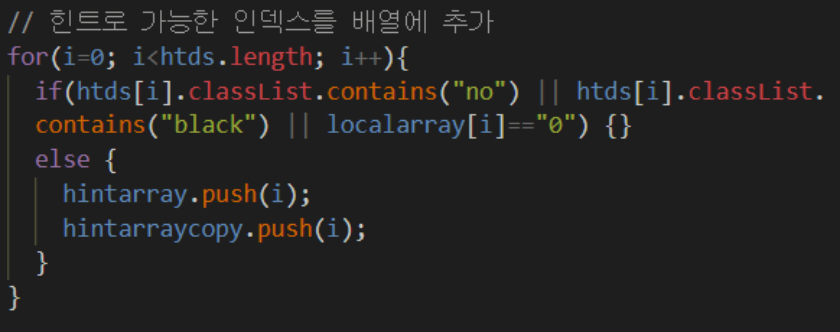 // 힌트로 가능한 인덱스를 배열에 추가
for(i=0; i<htds.length; i++){
if(htds[i].classList.contains("no") || htds[i].classList.
contains("black") || localarray[i]=="0") {}
else {
hintarray.push(i);
hintarraycopy.push(i);
}
}